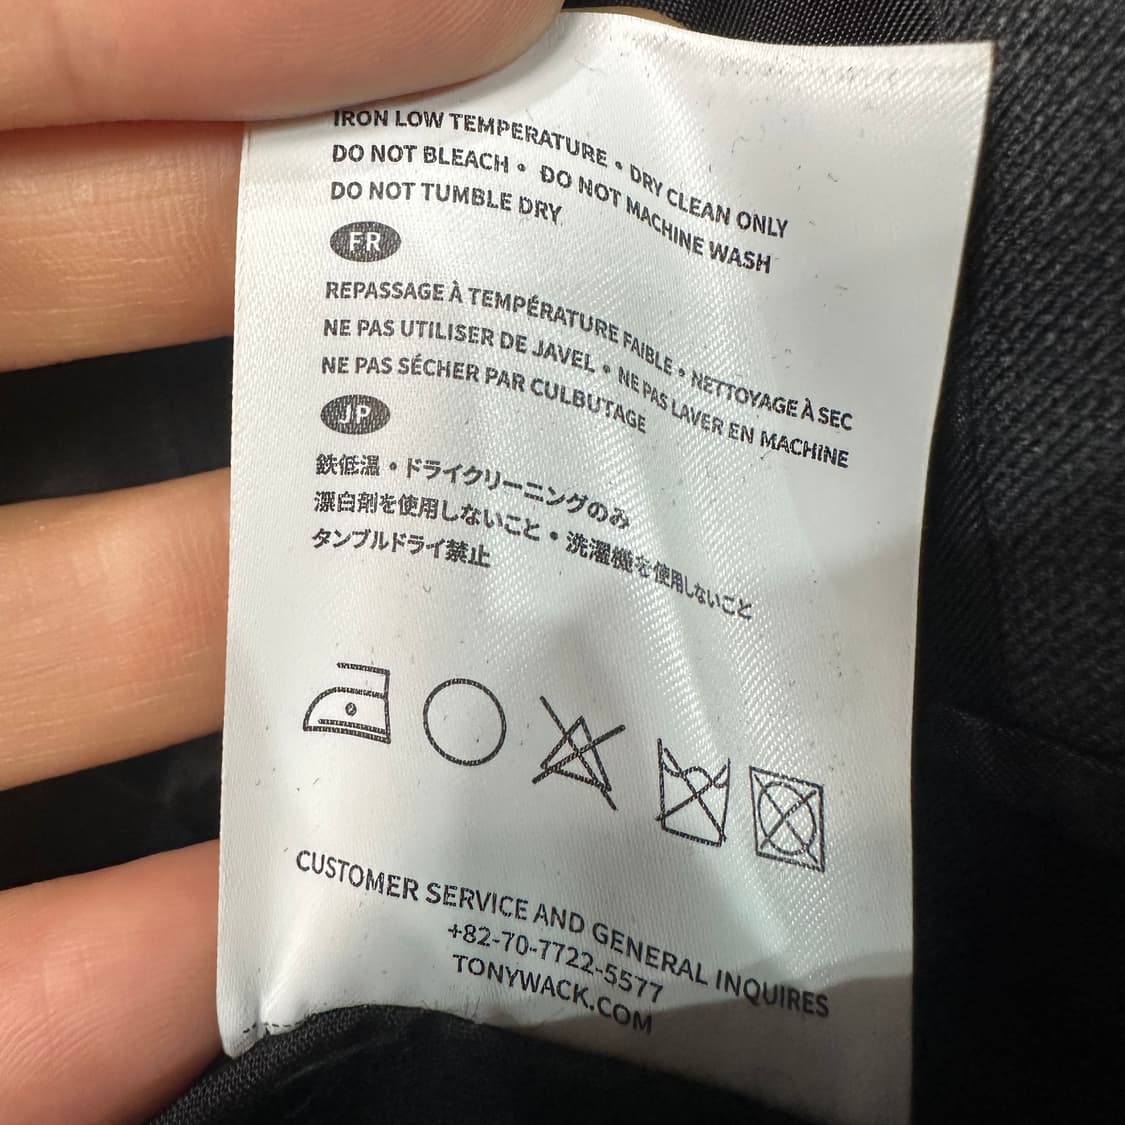 IRON LOW TEMPERATURE • DRY CLEAN ONLY
DO NOT BLEACH • DO NOT MACHINE WASH
DO NOT TUMBLE DRY
FR
REPASSAGE À TEMPÉRATURE FAIBLE • NETTOYAGE À SEC
NE PAS UTILISER DE JAVEL • NE PAS LAVER EN MACHINE
NE PAS SÉCHER PAR CULBUTAGE
JP
鉄低温・ドライクリーニングのみ
漂白剤を使用しないこと・洗濯機を使用しないこと
タンブルドライ禁止
CUSTOMER SERVICE AND GENERAL INQUIRES
+82-70-7722-5577
TONYWACK.COM